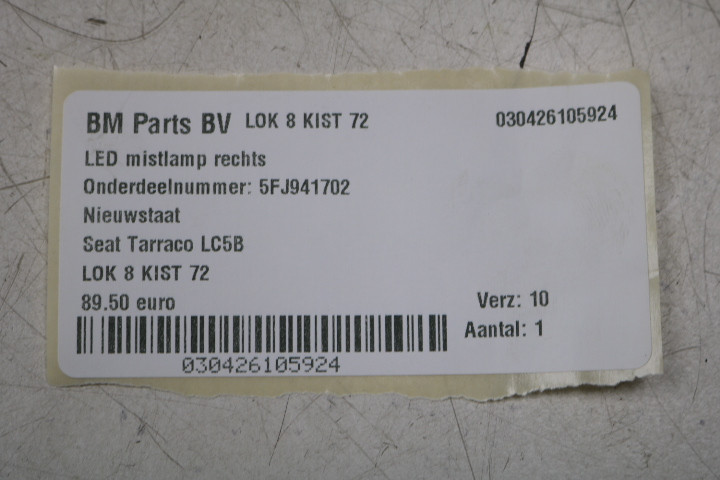 BM Parts BV LOK 8 KIST 72 030426105924
LED mistlamp rechts
Onderdeelnummer: 5FJ941702
Nieuwstaat
Seat Tarraco LC5B
LOK 8 KIST 72
89.50 euro Verz: 10
Aantal: 1
030426105924